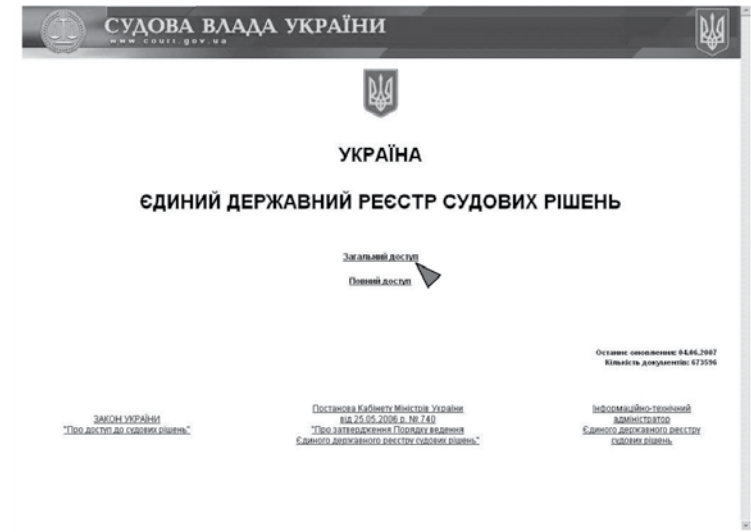 СУДОВА ВЛАДА УКРАЇНИ
www.court.gov.ua
УКРАЇНА
ЄДИНИЙ ДЕРЖАВНИЙ РЕЄСТР СУДОВИХ РІШЕНЬ
Загальний доступ
Повний доступ
Останнє оновлення: 04.06.2007
Кількість документів: 673596
ЗАКОН УКРАЇНИ
"Про доступ до судових рішень"
Постанова Кабінету Міністрів України
від 25.05.2006 р. № 740
"Про затвердження Порядку ведення
Єдиного державного реєстру судових рішень"
Інформаційно-технічний
адміністратор
Єдиного державного реєстру
судових рішень